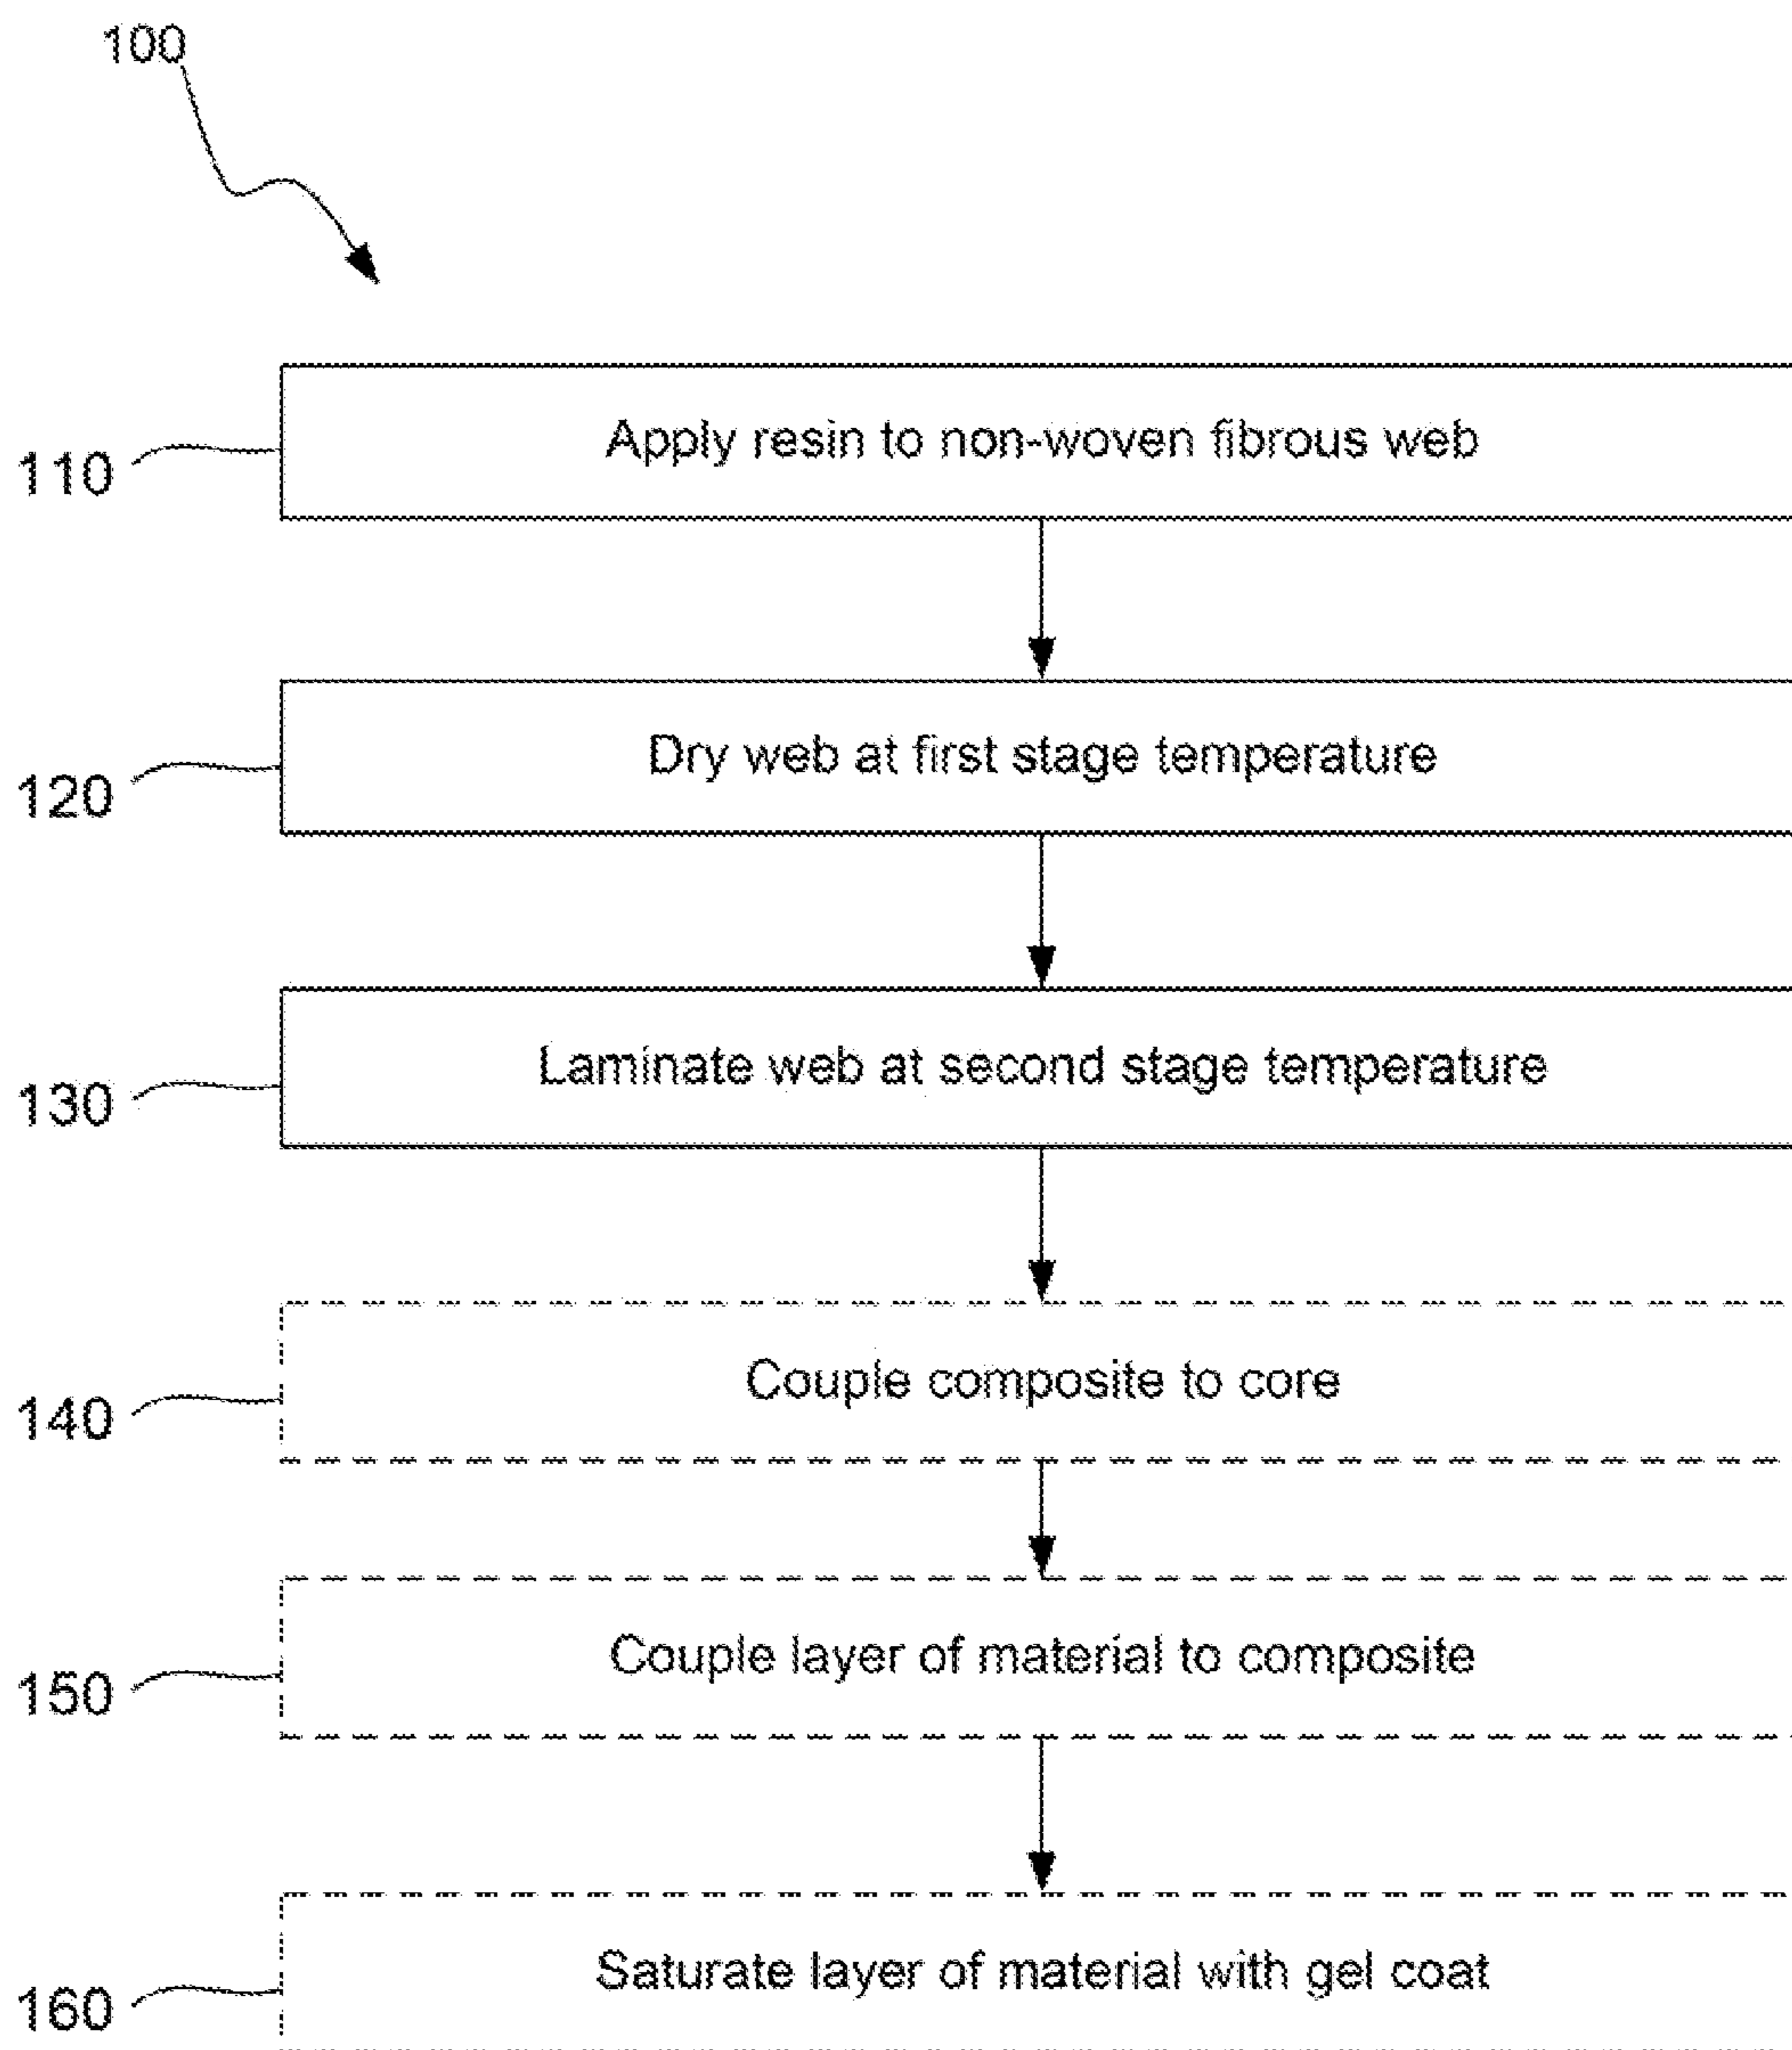 100
110
Apply resin to non-woven fibrous web
120
Dry web at first stage temperature
130
Laminate web at second stage temperature
140
Couple composite to core
150
Couple layer of material to composite
160
Saturate layer of material with gel coat